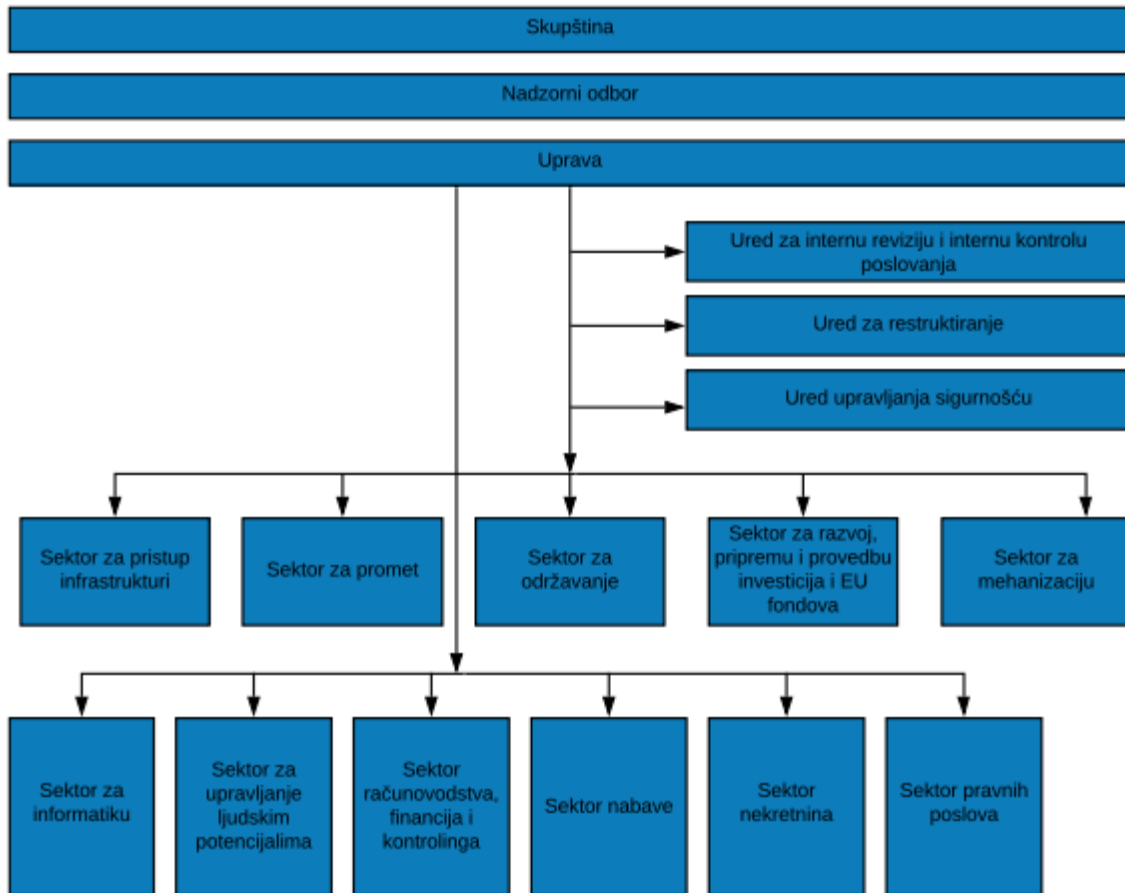 Skupština
Nadzorni odbor
Uprava
Ured za internu reviziju i internu kontrolu
poslovanja
Ured za restruktiranje
Ured upravljanja sigurnošću
Sektor za pristup
infrastrukturi
Sektor za promet
Sektor za
održavanje
Sektor za razvoj,
pripremu i provedbu
investicija i EU
fondova
Sektor za
mehanizaciju
Sektor za
informatiku
Sektor za
upravljanje
ljudskim
potencijalima
Sektor
računovodstva,
financija i
kontrolinga
Sektor nabave
Sektor
nekretnina
Sektor pravnih
poslova